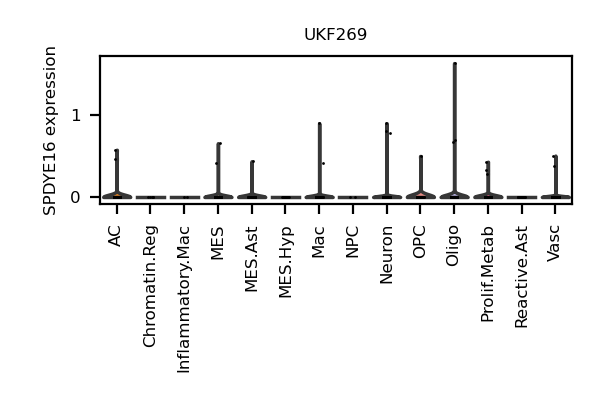 UKF269
SPDYE16 expression
1
0
AC
Chromatin.Reg
Inflammatory.Mac
MES
MES.Ast
MES.Hyp
Mac
NPC
Neuron
OPC
Oligo
Prolif.Metab
Reactive.Ast
Vasc